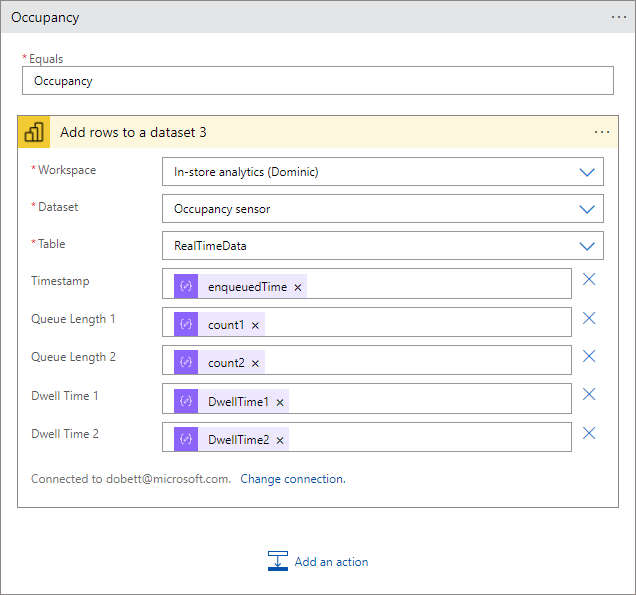 Occupancy
* Equals
Occupancy
Add rows to a dataset 3
* Workspace
In-store analytics (Dominic)
* Dataset
Occupancy sensor
* Table
RealTimeData
Timestamp
enqueuedTime ×
Queue Length 1
count1 ×
Queue Length 2
count2 ×
Dwell Time 1
DwellTime1 ×
Dwell Time 2
DwellTime2 ×
Connected to dobett@microsoft.com. Change connection.
Add an action